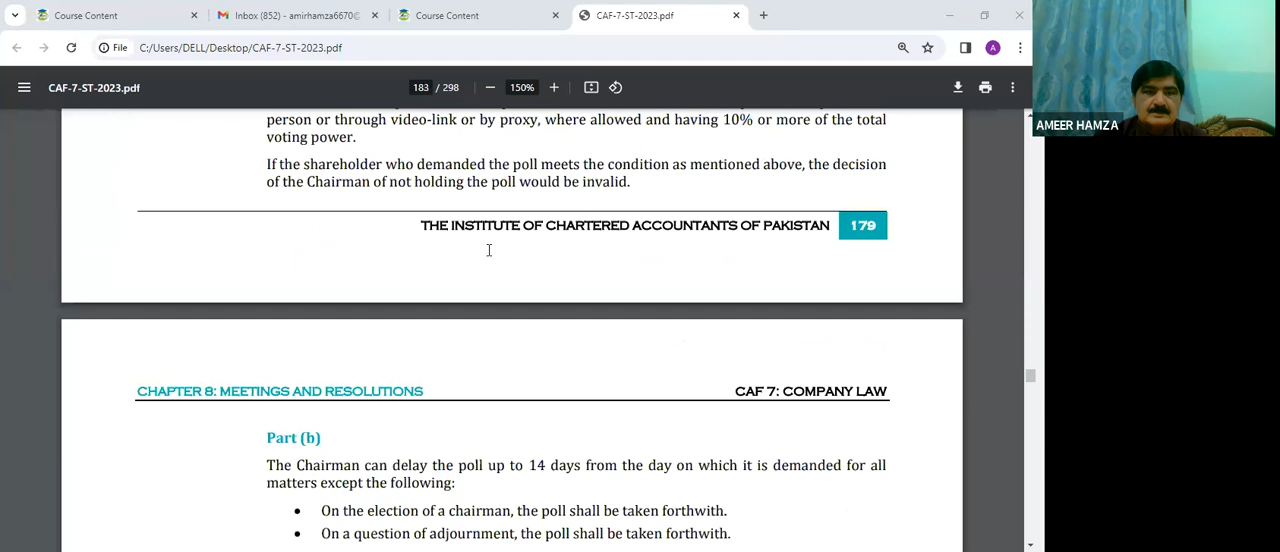 Course Content
Inbox (852) - amirhamza6670@
Course Content
CAF-7-ST-2023.pdf
File
C:/Users/DELL/Desktop/CAF-7-ST-2023.pdf
A
CAF-7-ST-2023.pdf
183 / 298
150%
AMEER HAMZA
person or through video-link or by proxy, where allowed and having 10% or more of the total
voting power.
If the shareholder who demanded the poll meets the condition as mentioned above, the decision
of the Chairman of not holding the poll would be invalid.
THE INSTITUTE OF CHARTERED ACCOUNTANTS OF PAKISTAN 179
CHAPTER 8: MEETINGS AND RESOLUTIONS
CAF 7: COMPANY LAW
Part (b)
The Chairman can delay the poll up to 14 days from the day on which it is demanded for all
matters except the following:
• On the election of a chairman, the poll shall be taken forthwith.
• On a question of adjournment, the poll shall be taken forthwith.